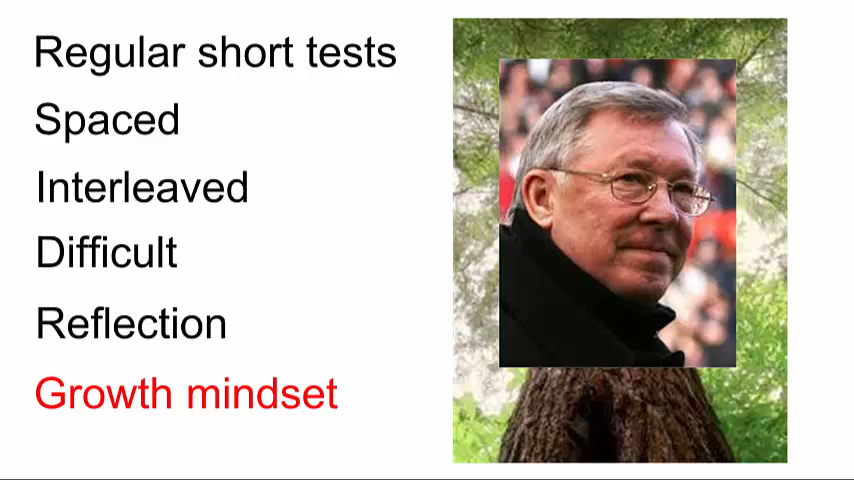 Regular short tests
Spaced
Interleaved
Difficult
Reflection
Growth mindset